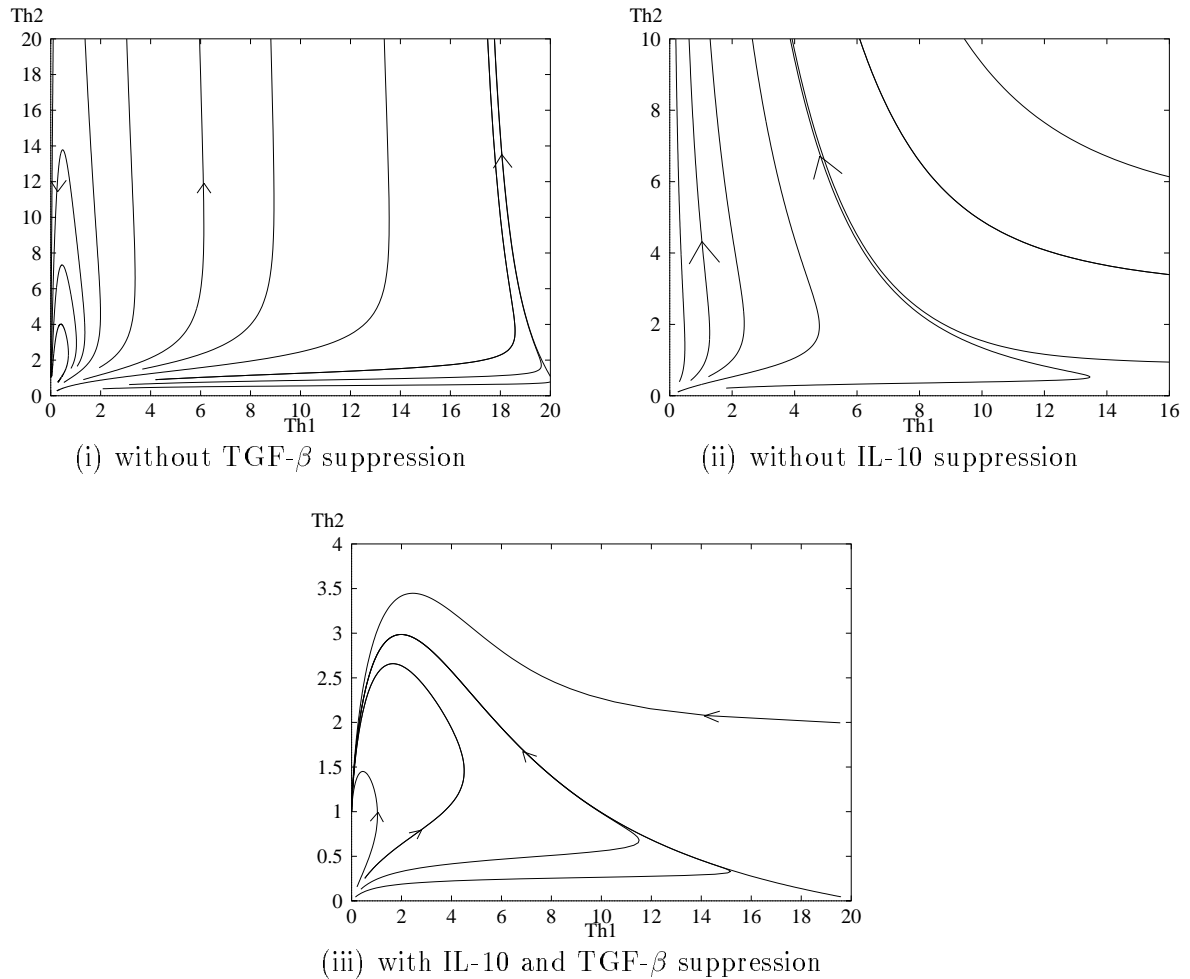 Th2
20
18
16
14
12
10
8
6
4
2
0
0 2 4 6 8 10 12 14 16 18 20
Th1
(i) without TGF-β suppression
Th2
10
8
6
4
2
0
0 2 4 6 8 10 12 14 16
Th1
(ii) without IL-10 suppression
Th2
4
3.5
3
2.5
2
1.5
1
0.5
0
0 2 4 6 8 10 12 14 16 18 20
Th1
(iii) with IL-10 and TGF-β suppression